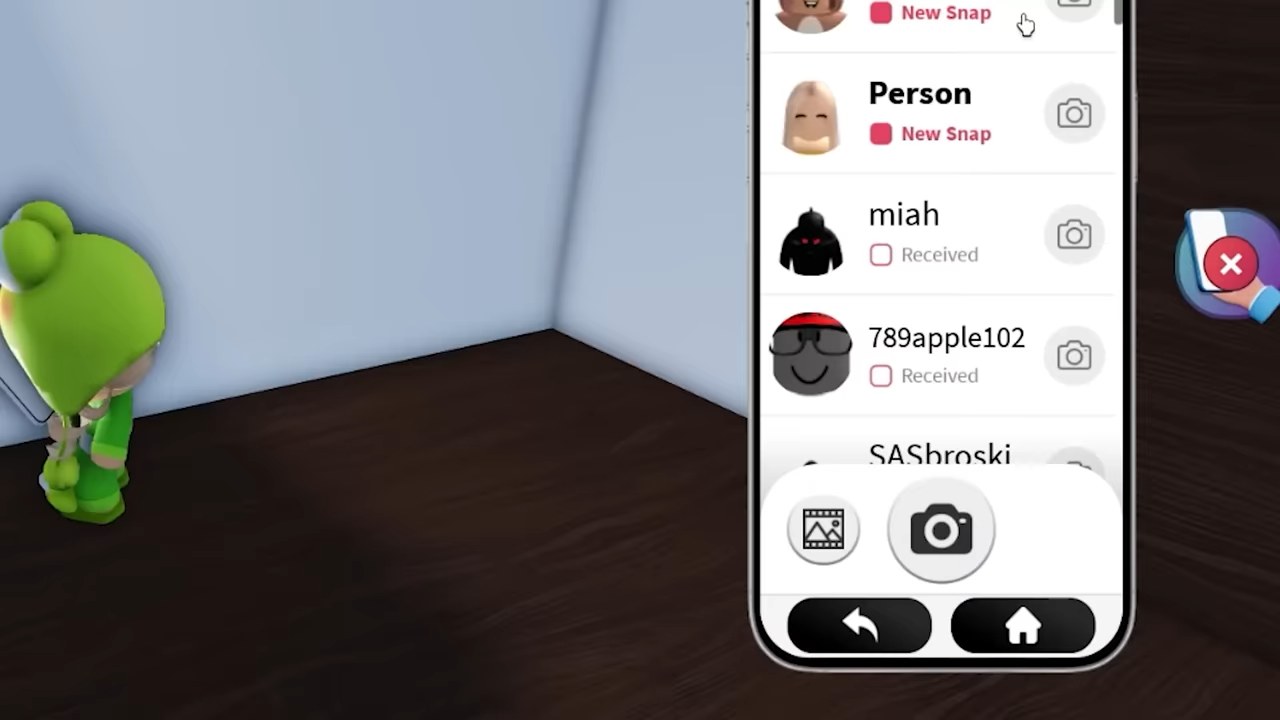 New Snap
Person
New Snap
miah
Received
789apple102
Received
SASbroski